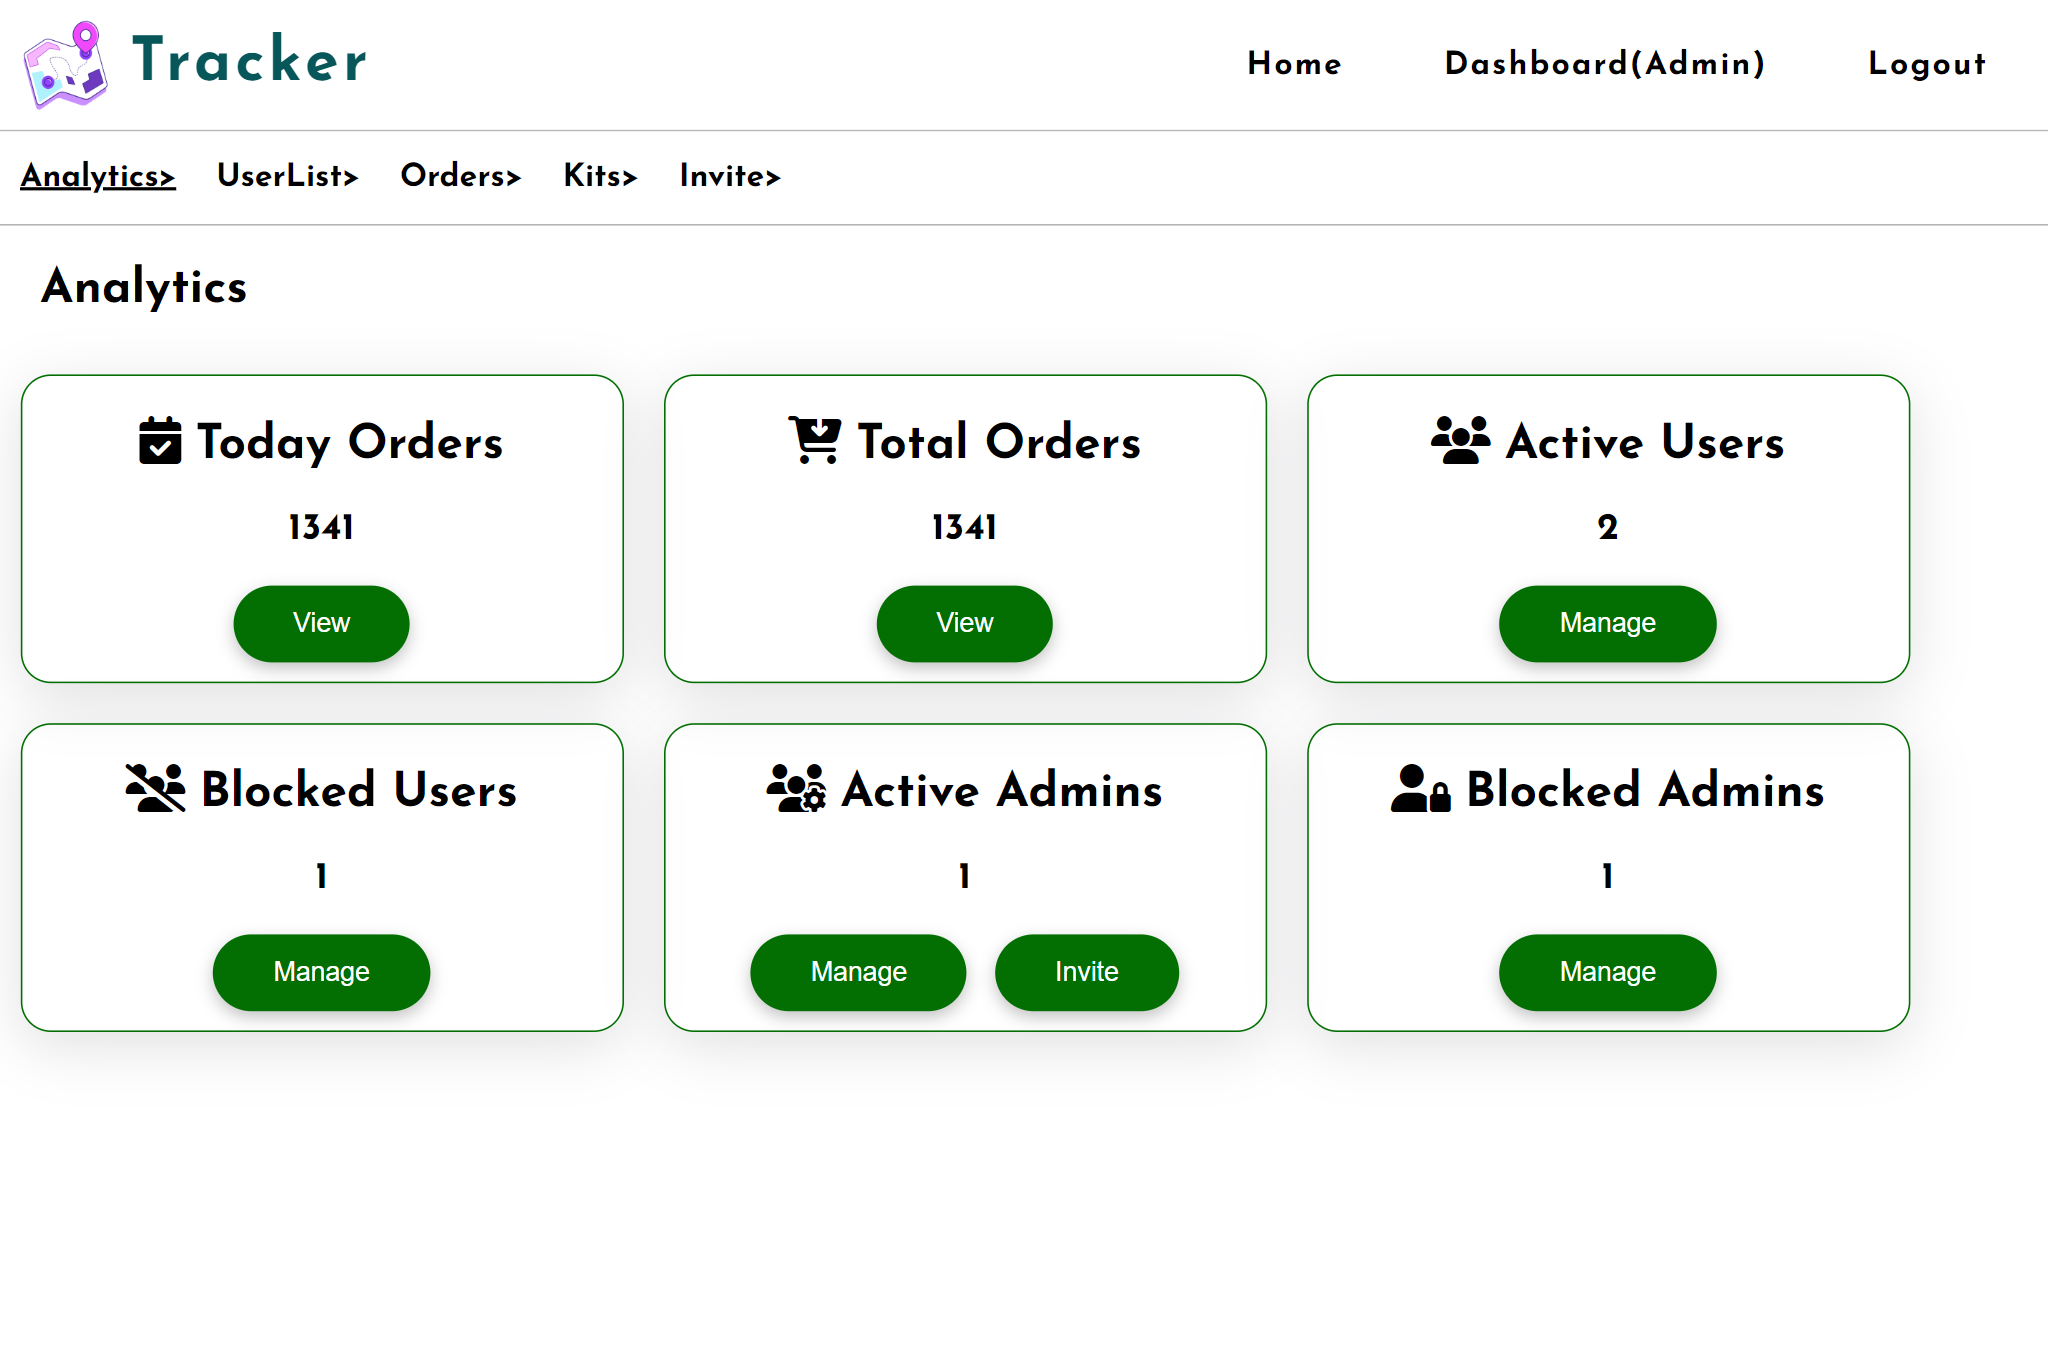 Tracker
Home Dashboard(Admin) Logout
Analytics> UserList> Orders> Kits> Invite>
Analytics
Today Orders
1341
View
Total Orders
1341
View
Active Users
2
Manage
Blocked Users
1
Manage
Active Admins
1
Manage Invite
Blocked Admins
1
Manage